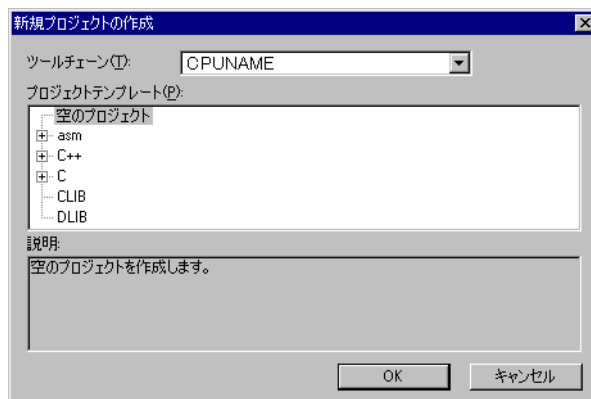 新規プロジェクトの作成
ツールチェーン(T): CPUNAME
プロジェクトテンプレート(P):
空のプロジェクト
asm
C++
C
CLIB
DLIB
説明:
空のプロジェクトを作成します。
OK キャンセル